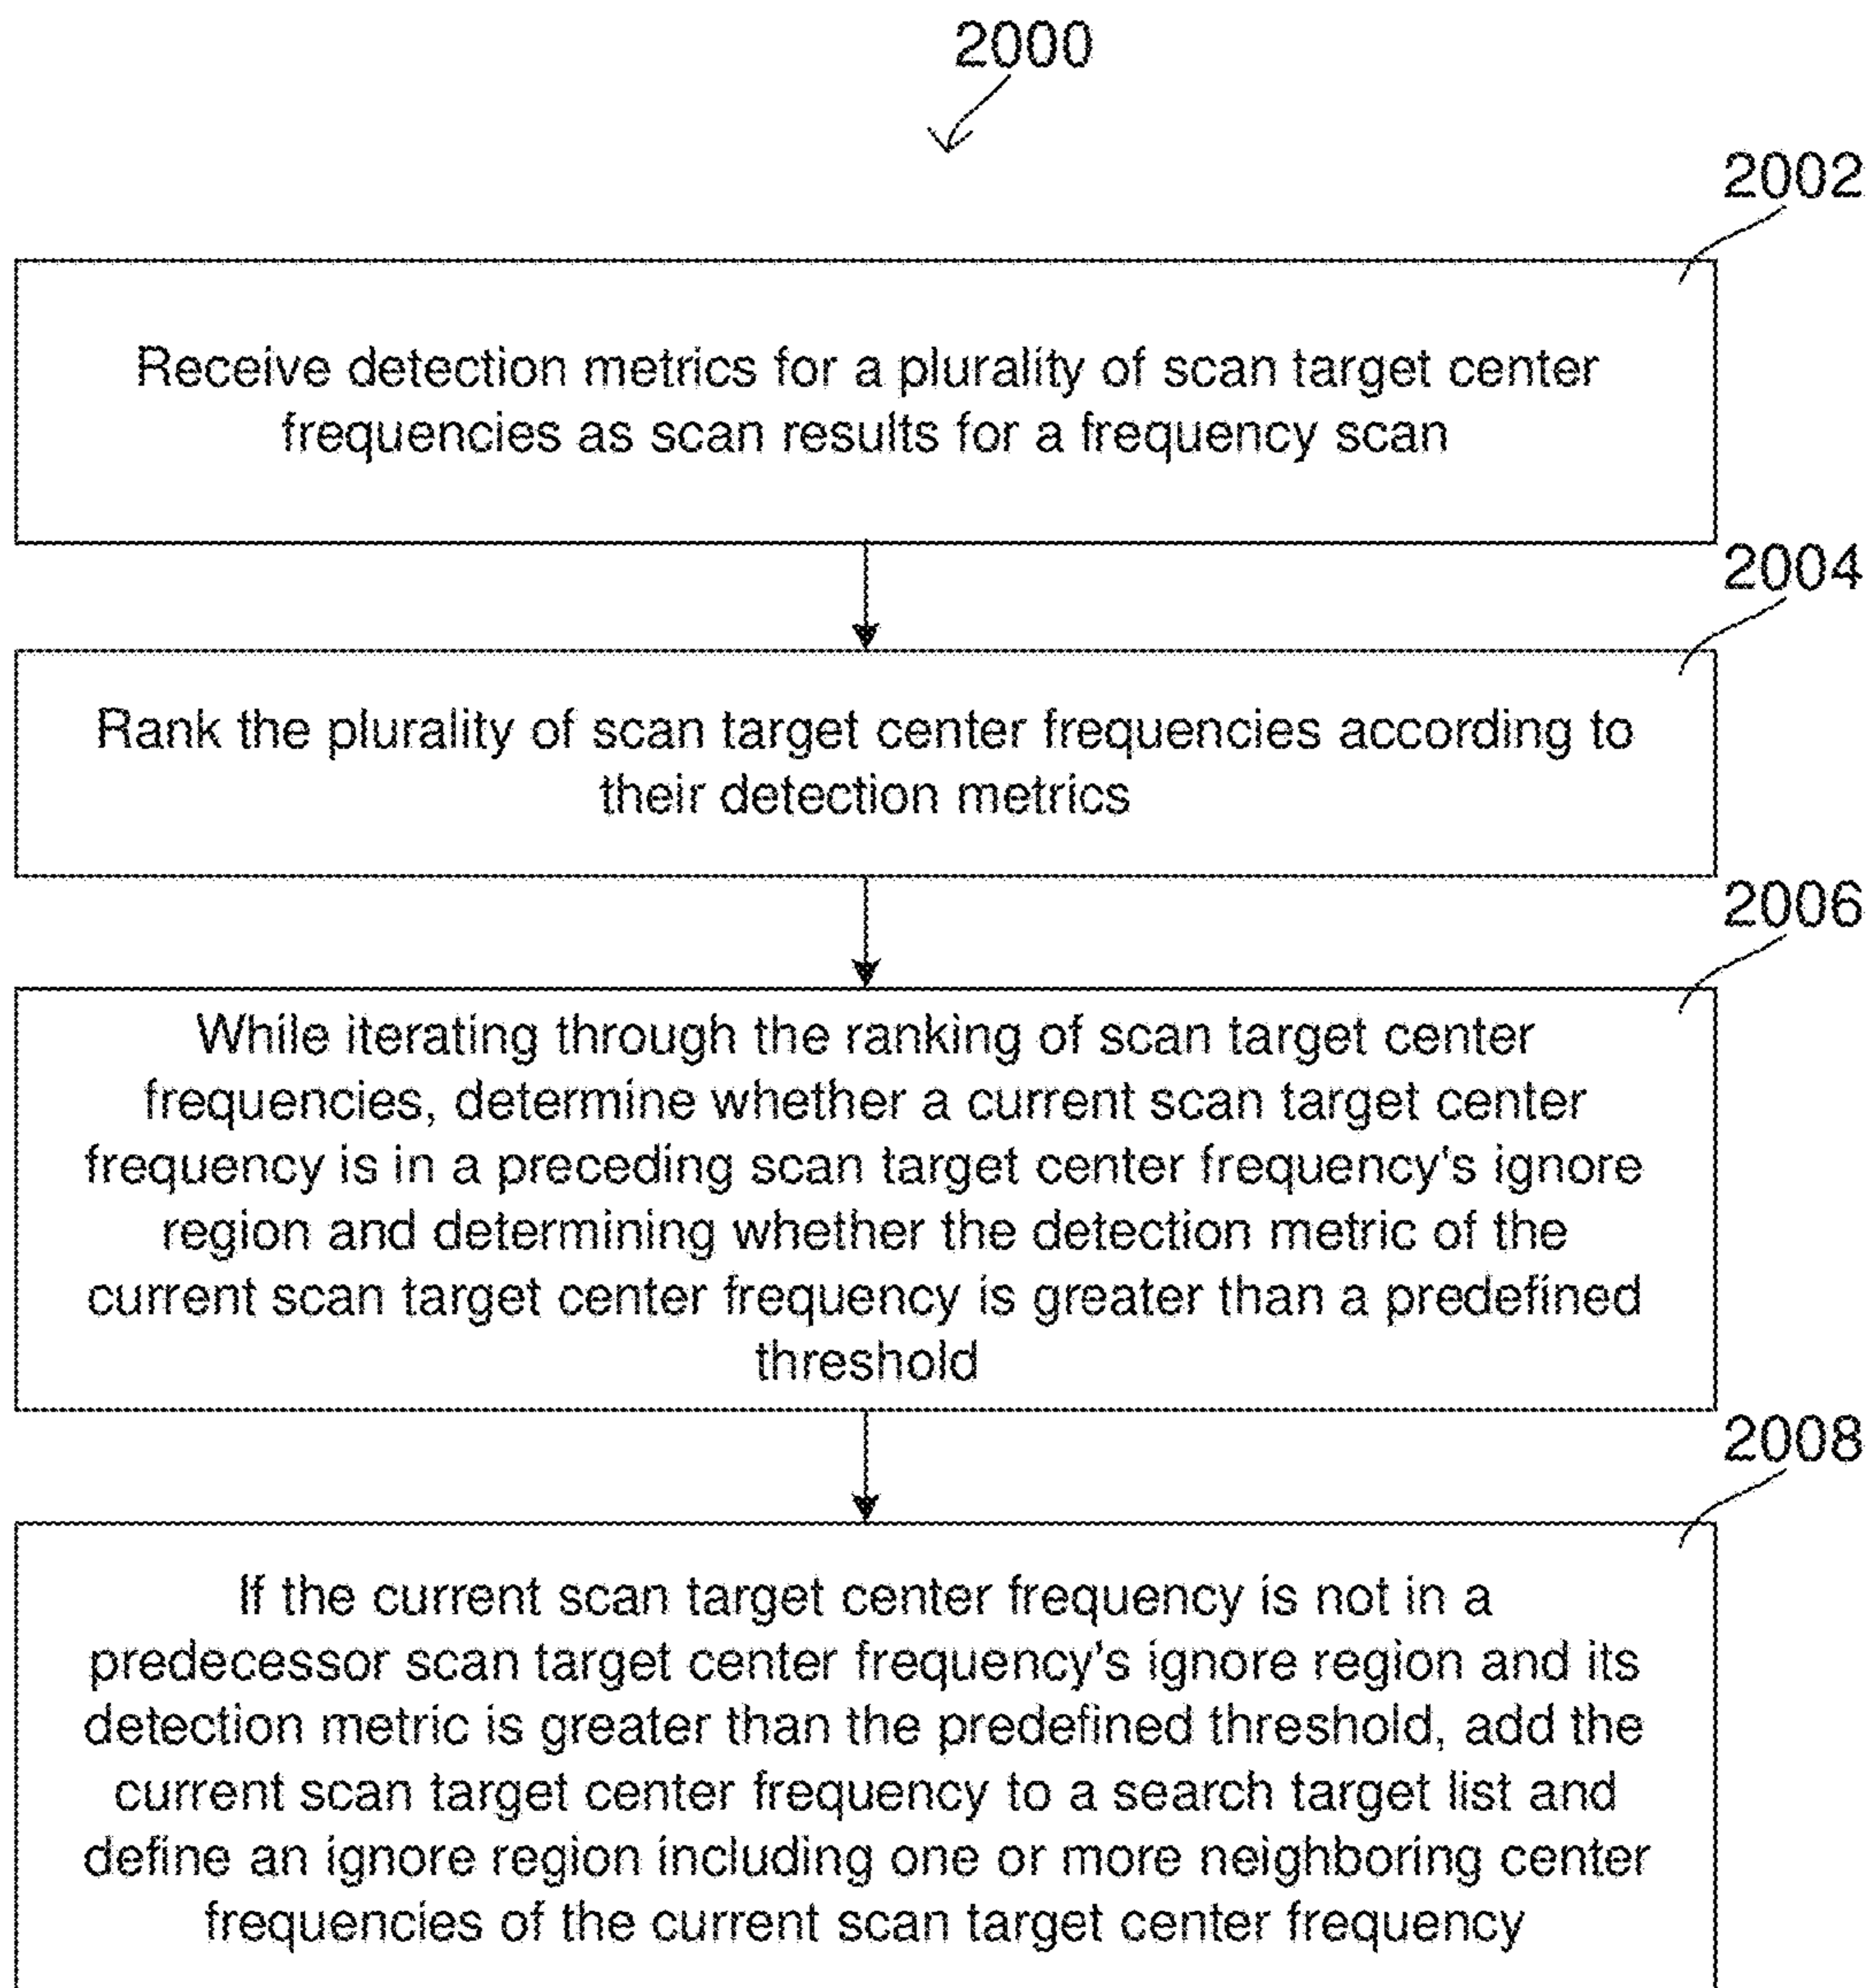 2000
2002
Receive detection metrics for a plurality of scan target center
frequencies as scan results for a frequency scan
2004
Rank the plurality of scan target center frequencies according to
their detection metrics
2006
While iterating through the ranking of scan target center
frequencies, determine whether a current scan target center
frequency is in a preceding scan target center frequency's ignore
region and determining whether the detection metric of the
current scan target center frequency is greater than a predefined
threshold
2008
If the current scan target center frequency is not in a
predecessor scan target center frequency's ignore region and its
detection metric is greater than the predefined threshold, add the
current scan target center frequency to a search target list and
define an ignore region including one or more neighboring center
frequencies of the current scan target center frequency